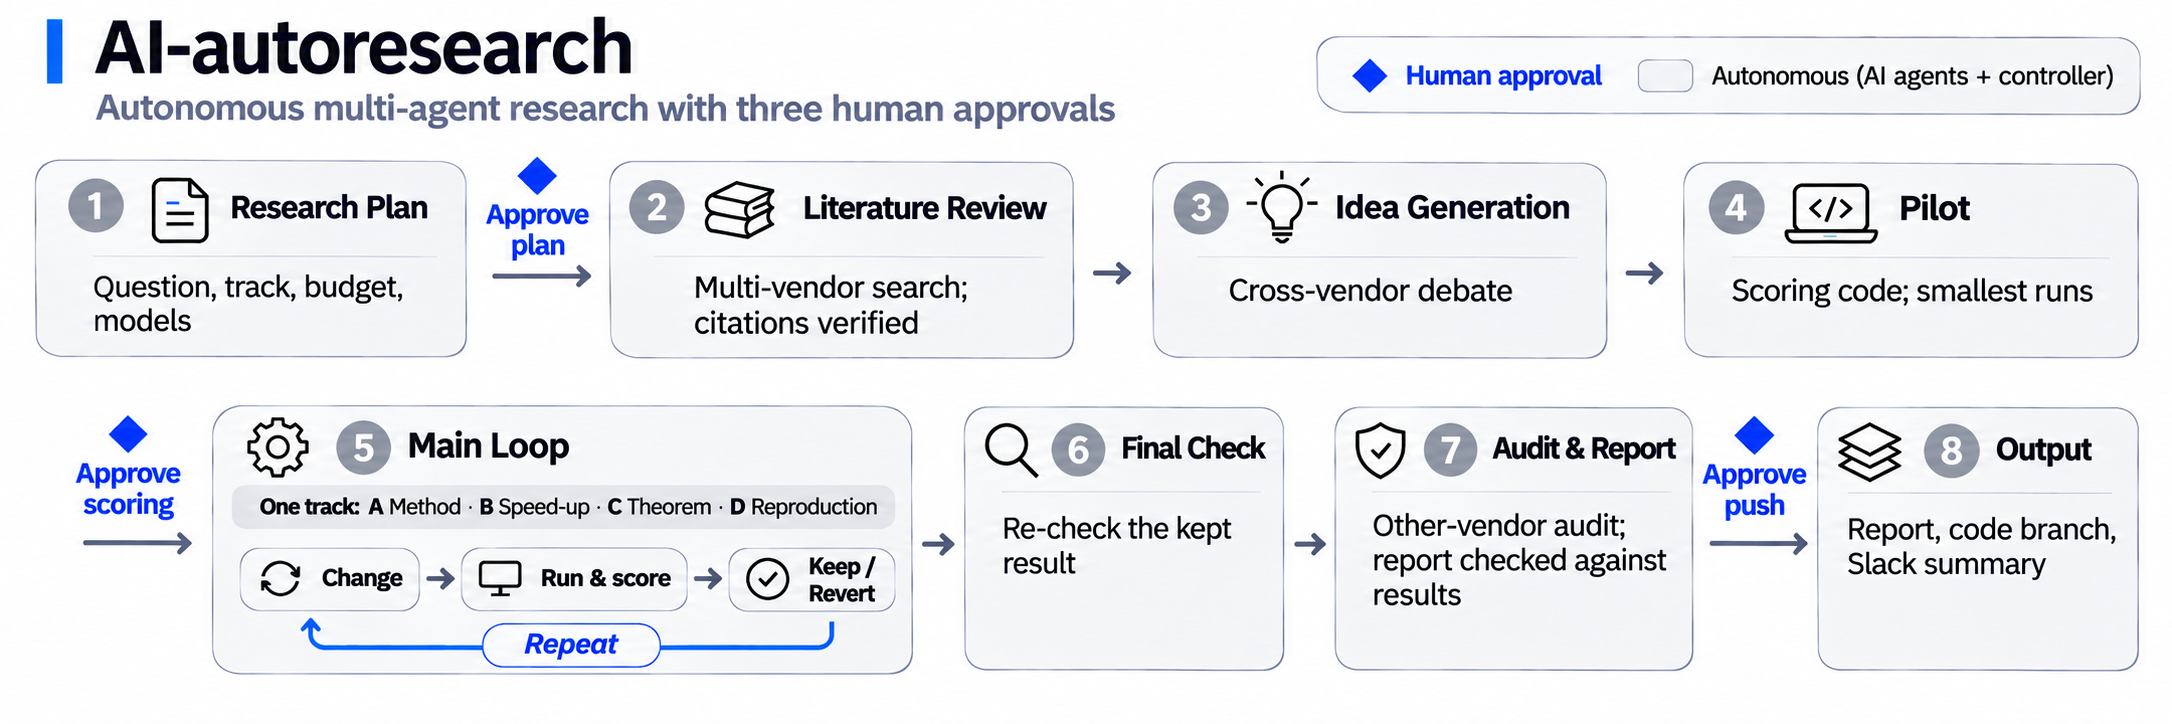 AI-autoresearch
Autonomous multi-agent research with three human approvals
Human approval
Autonomous (AI agents + controller)
1
Research Plan
Question, track, budget,
models
Approve
plan
2
Literature Review
Multi-vendor search;
citations verified
3
Idea Generation
Cross-vendor debate
4
</>
Pilot
Scoring code; smallest runs
Approve
scoring
5
Main Loop
One track: A Method · B Speed-up · C Theorem · D Reproduction
Change
Run & score
Keep /
Revert
Repeat
6
Final Check
Re-check the kept
result
7
Audit & Report
Other-vendor audit;
report checked against
results
Approve
push
8
Output
Report, code branch,
Slack summary